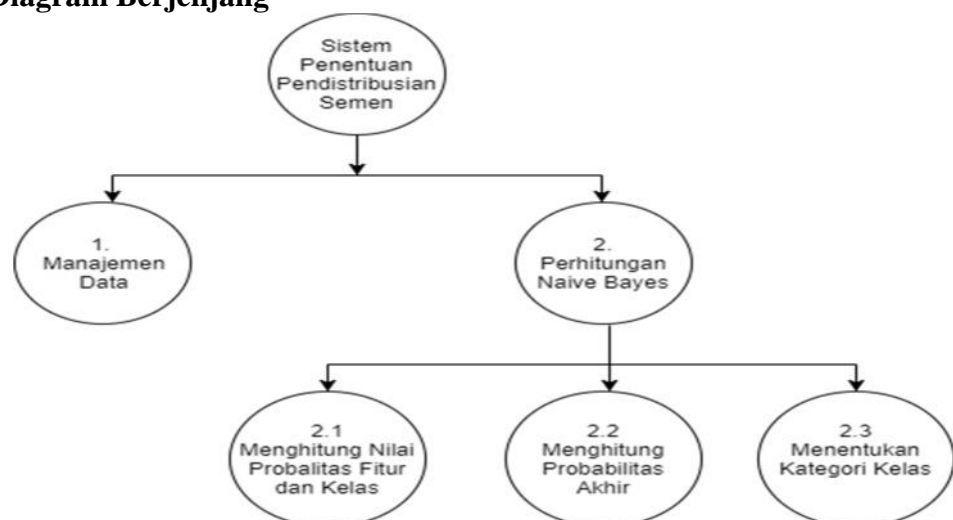 Diagram Berjenjang
Sistem
Penentuan
Pendistribusian
Semen
1.
Manajemen
Data
2.
Perhitungan
Naive Bayes
2.1
Menghitung Nilai
Probalitas Fitur
dan Kelas
2.2
Menghitung
Probabilitas
Akhir
2.3
Menentukan
Kategori Kelas